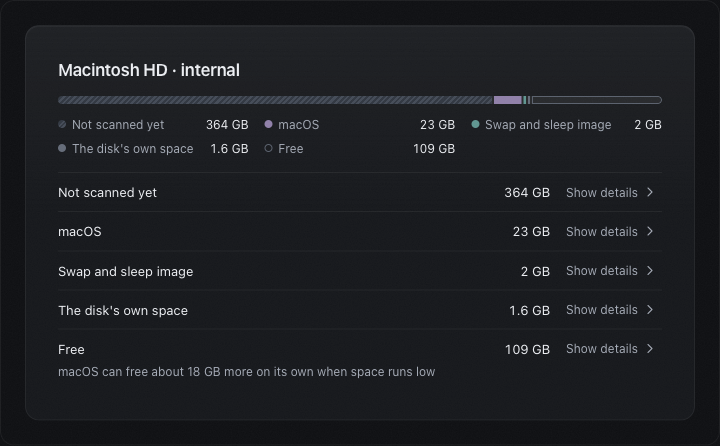 Macintosh HD · internal
Not scanned yet 364 GB macOS 23 GB Swap and sleep image 2 GB
The disk's own space 1.6 GB Free 109 GB
Not scanned yet 364 GB Show details
macOS 23 GB Show details
Swap and sleep image 2 GB Show details
The disk's own space 1.6 GB Show details
Free 109 GB Show details
macOS can free about 18 GB more on its own when space runs low